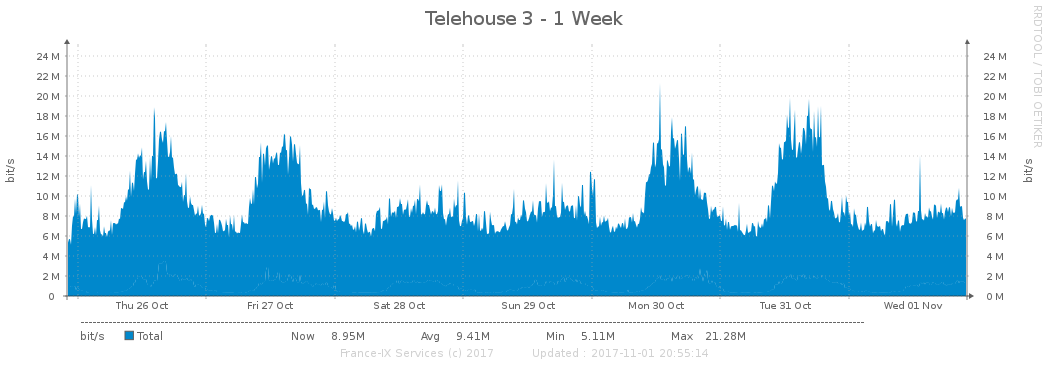 Telehouse 3 - 1 Week
RRDTOOL / TOBI OETIKER
bit/s
bit/s
24 M 24 M
22 M 22 M
20 M 20 M
18 M 18 M
16 M 16 M
14 M 14 M
12 M 12 M
10 M 10 M
8 M 8 M
6 M 6 M
4 M 4 M
2 M 2 M
0 0 M
Thu 26 Oct Fri 27 Oct Sat 28 Oct Sun 29 Oct Mon 30 Oct Tue 31 Oct Wed 01 Nov
bit/s Total Now 8.95M Avg 9.41M Min 5.11M Max 21.28M
France-IX Services (c) 2017 Updated : 2017-11-01 20:55:14